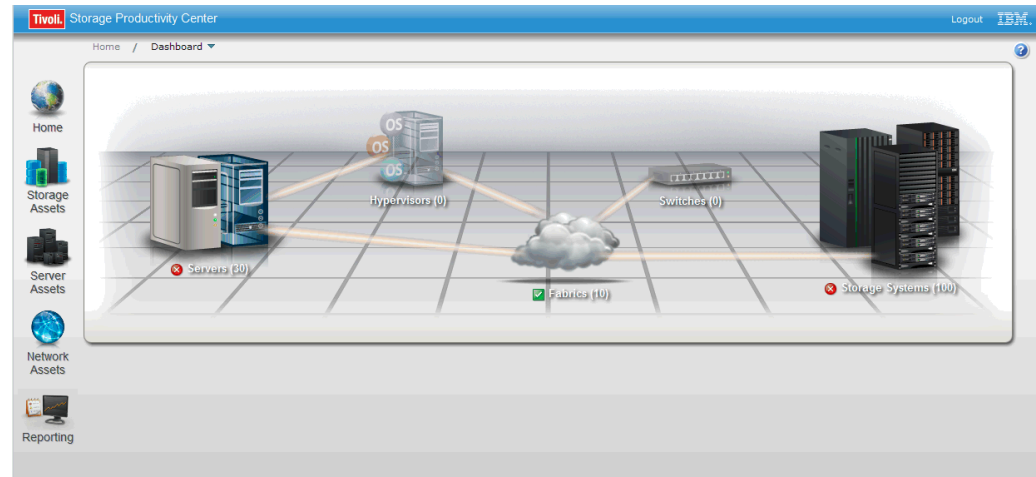 Tivoli. Storage Productivity Center
Logout IBM.
Home / Dashboard
Home
Storage
Assets
Server
Assets
Network
Assets
Reporting
OS
OS
OS
Hypervisors (0)
Switches (0)
Servers (30)
Fabrics (10)
Storage Systems (100)